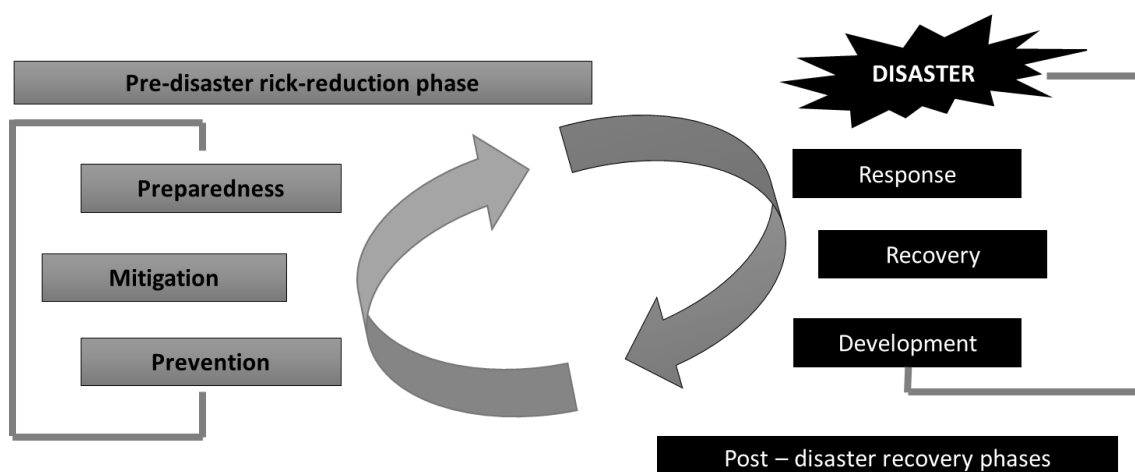 Pre-disaster rick-reduction phase
DISASTER
Preparedness
Mitigation
Prevention
Response
Recovery
Development
Post – disaster recovery phases